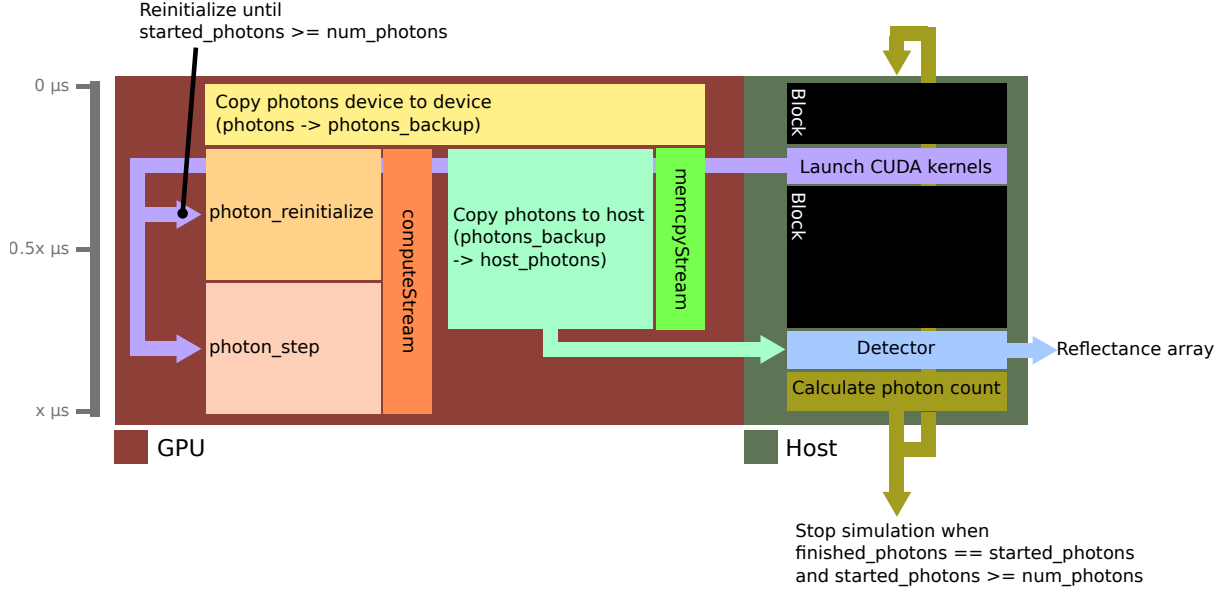 Reinitialize until
started_photons >= num_photons
0 µs
0.5x µs
x µs
Copy photons device to device
(photons -> photons_backup)
photon_reinitialize
photon_step
computeStream
Copy photons to host
(photons_backup
-> host_photons)
memcpyStream
Block
Launch CUDA kernels
Block
Detector
Reflectance array
Calculate photon count
GPU
Host
Stop simulation when
finished_photons == started_photons
and started_photons >= num_photons